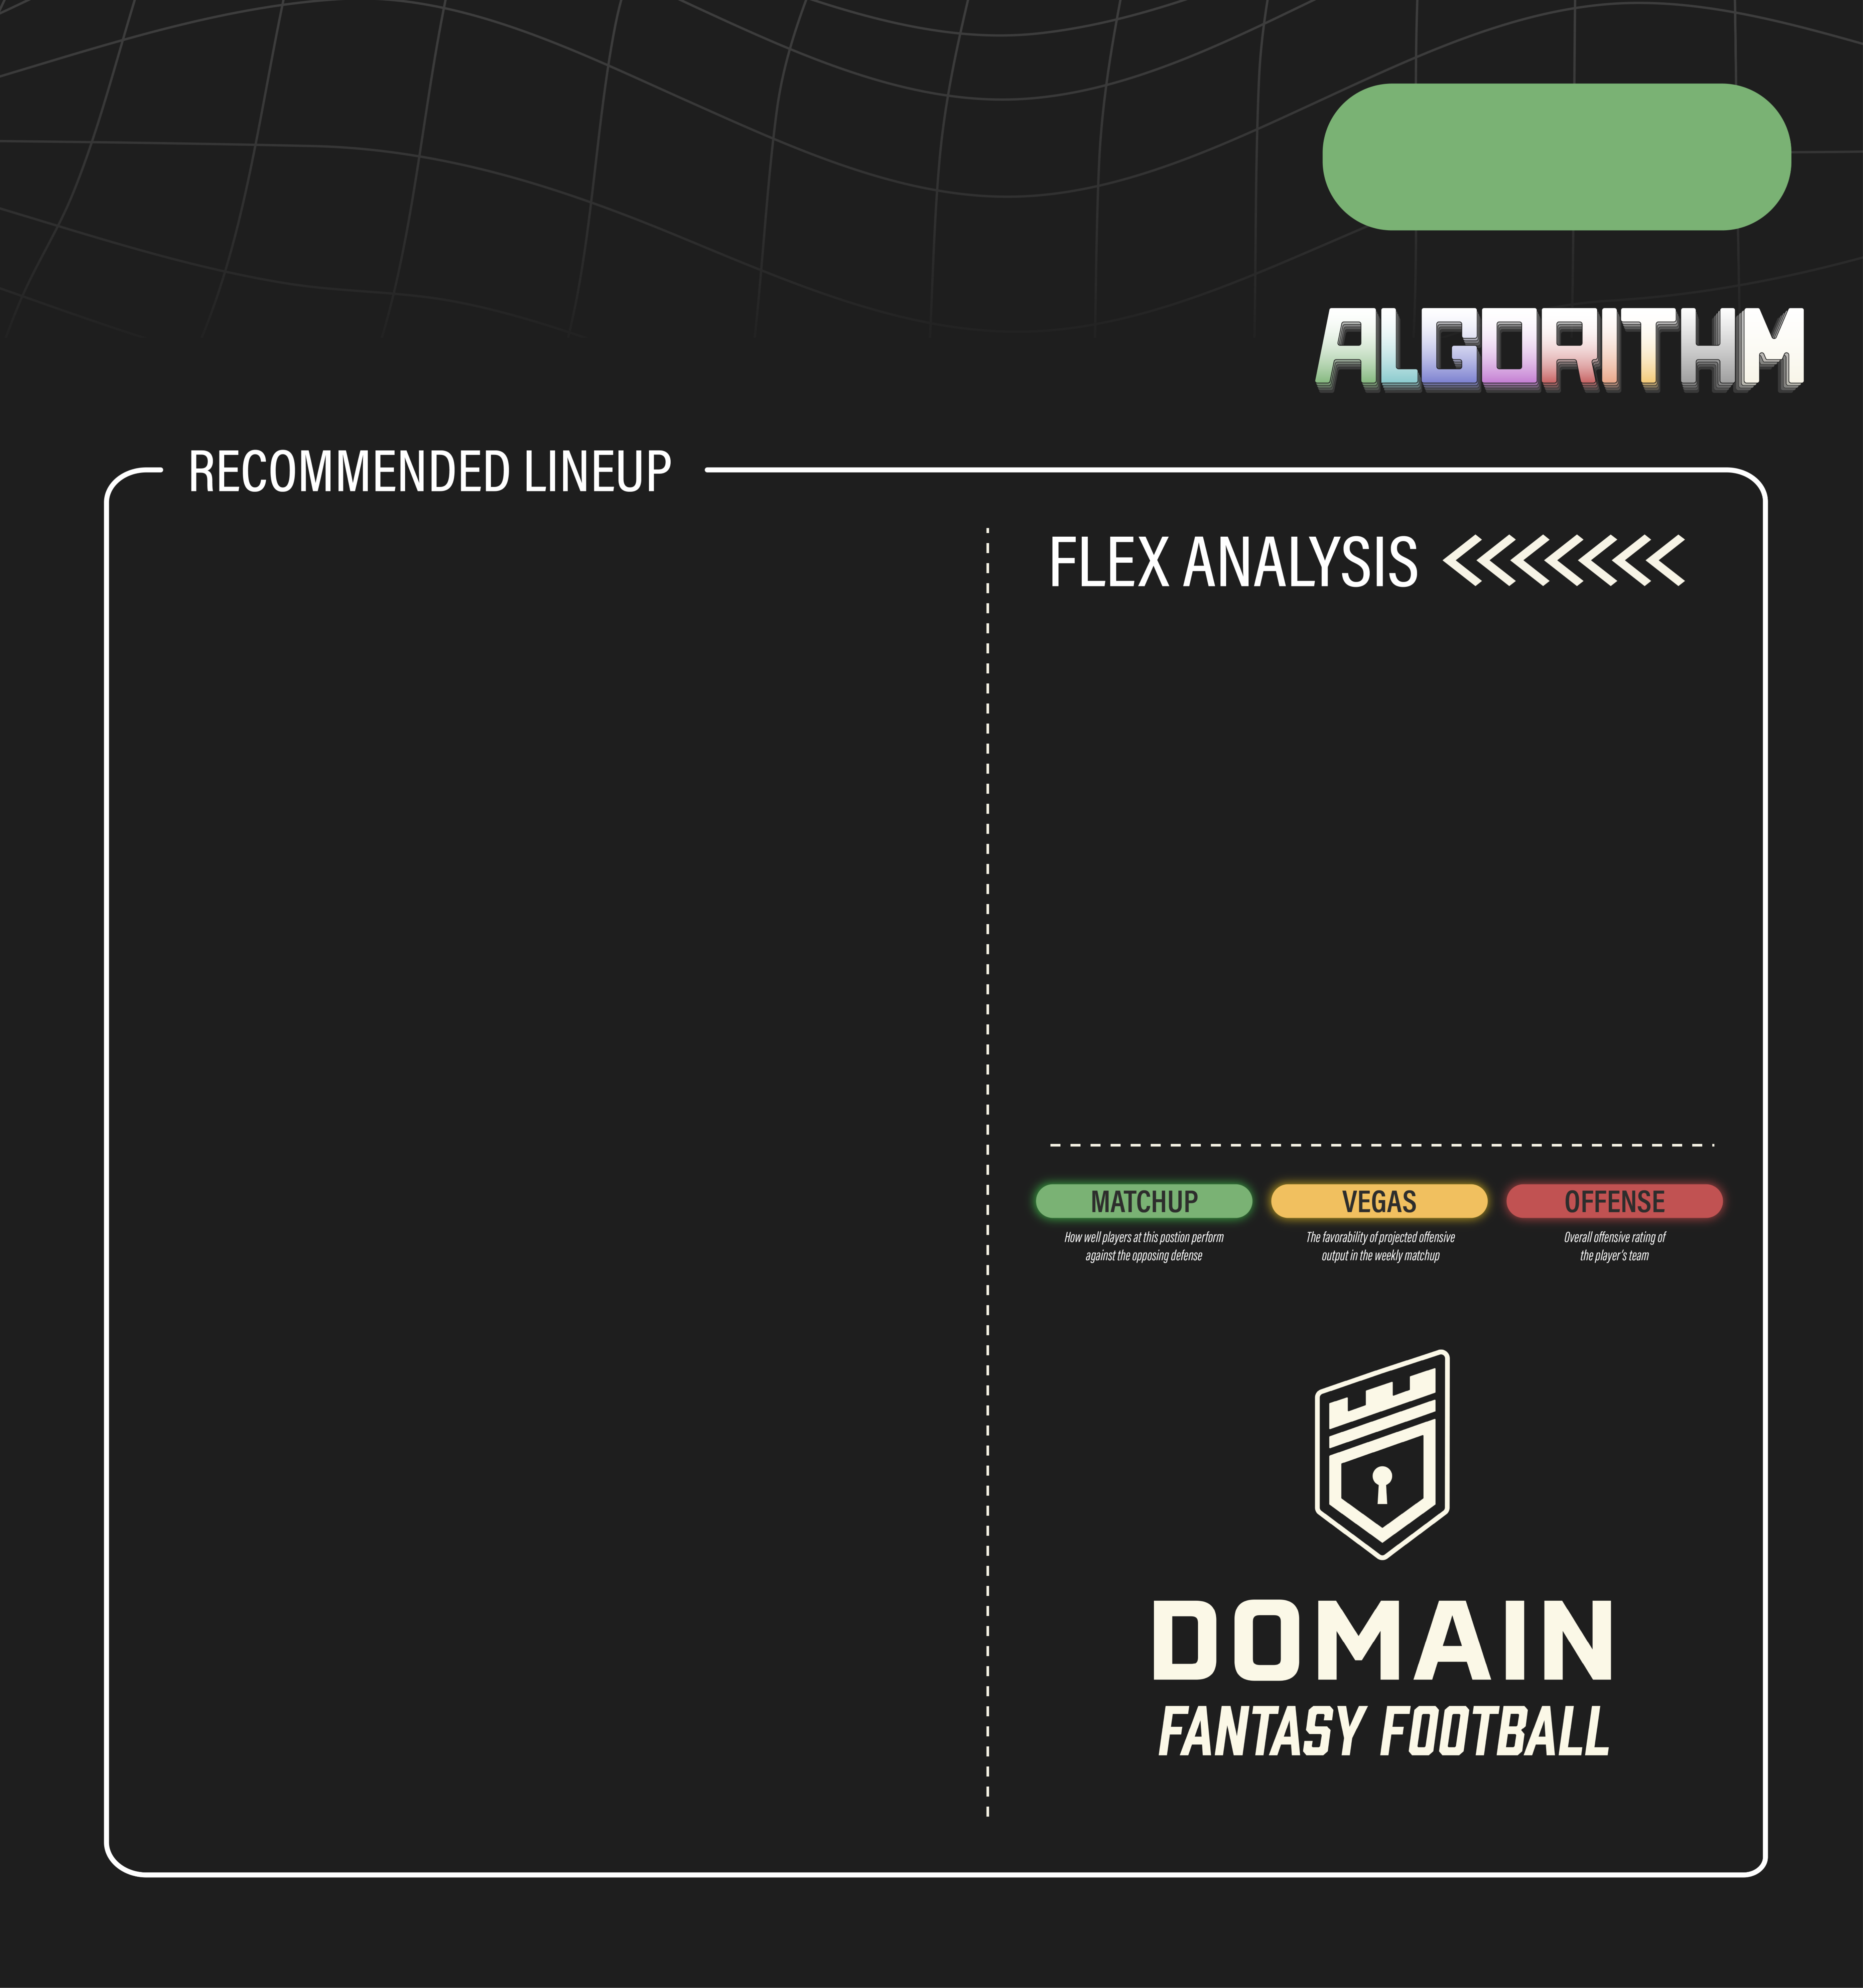 ALGORITHM
RECOMMENDED LINEUP
FLEX ANALYSIS
MATCHUP
How well players at this postion perform
against the opposing defense
VEGAS
The favorability of projected offensive
output in the weekly matchup
OFFENSE
Overall offensive rating of
the player's team
DOMAIN
FANTASY FOOTBALL